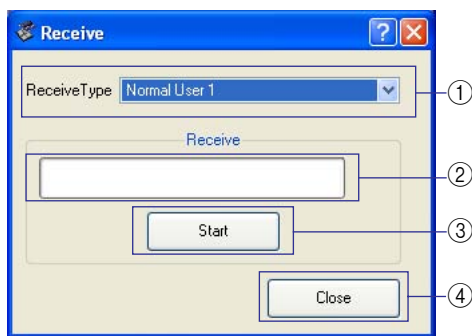 Receive
ReceiveType Normal User 1 ①
Receive
②
Start ③
Close ④